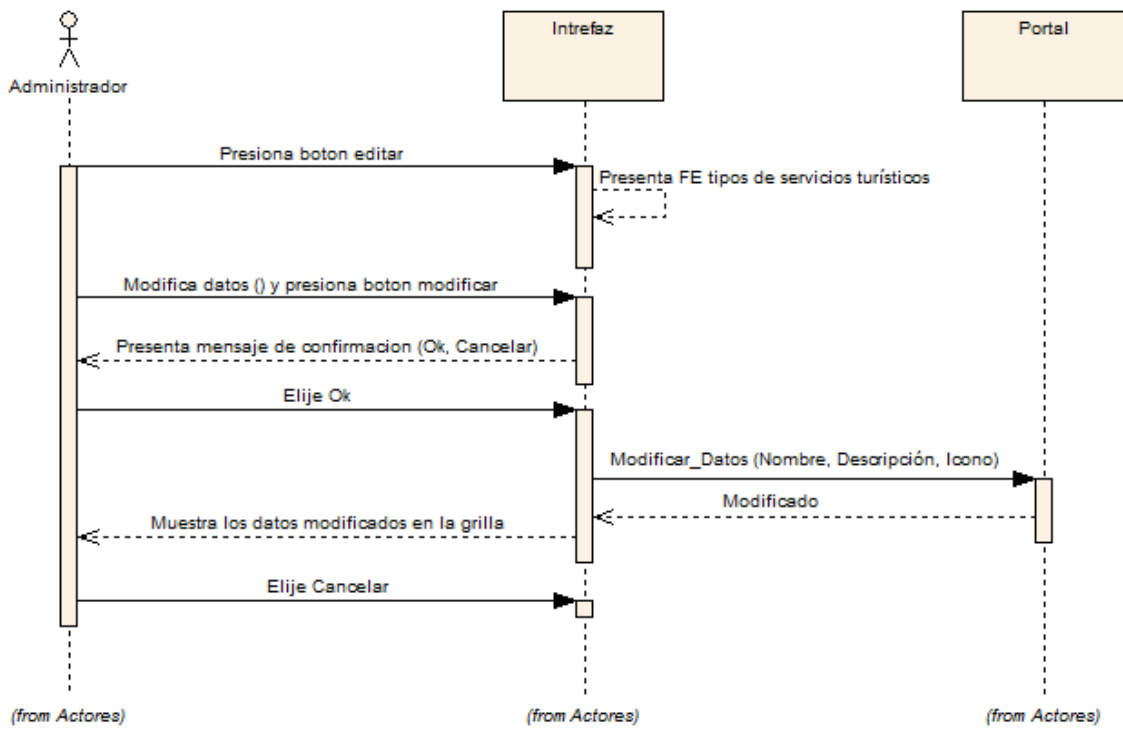 Intrefaz
Portal
Administrador
Presiona boton editar
Presenta FE tipos de servicios turísticos
Modifica datos () y presiona boton modificar
Presenta mensaje de confirmacion (Ok, Cancelar)
Elije Ok
Modificar_Datos (Nombre, Descripción, Icono)
Modificado
Muestra los datos modificados en la grilla
Elije Cancelar
(from Actores)
(from Actores)
(from Actores)